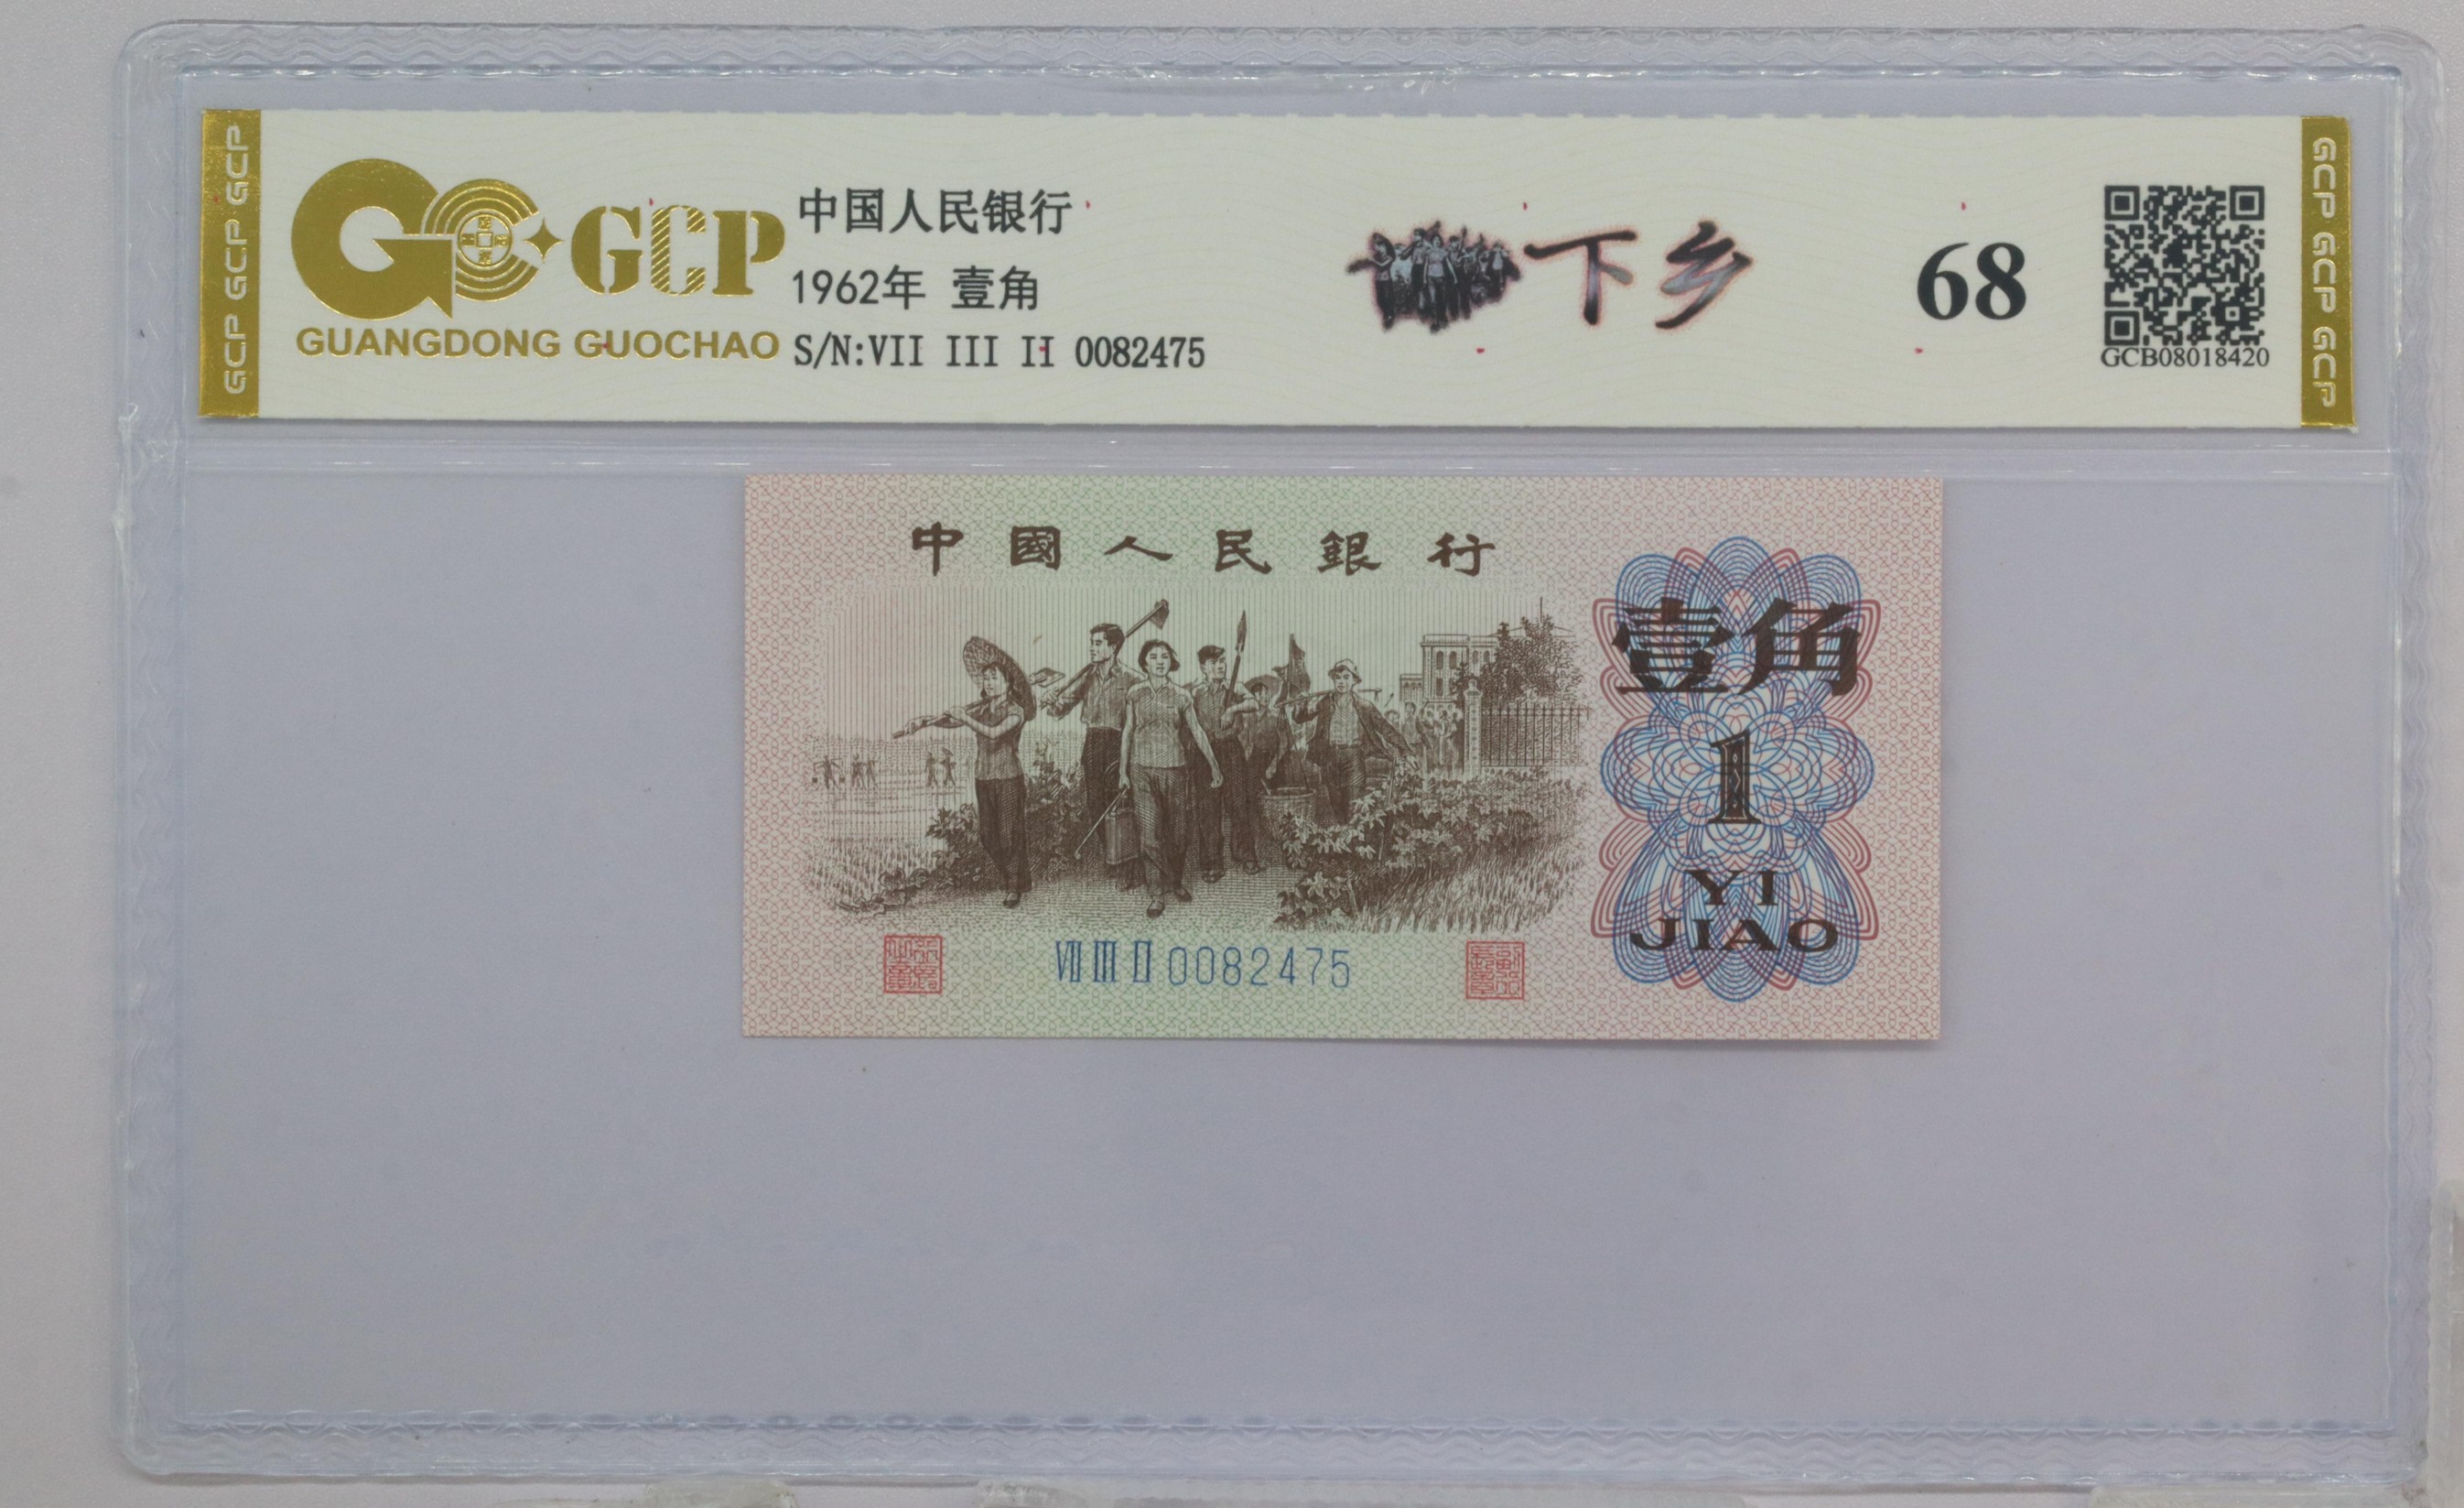 GCP GCP GCP
GCP
GUANGDONG GUOCHAO
中国人民银行
1962年 壹角
S/N:VII III II 0082475
下乡
68
GCB08018420
GCP GCP GCP
中國人民銀行
壹角
1
YI
JIAO
VII III II 0082475